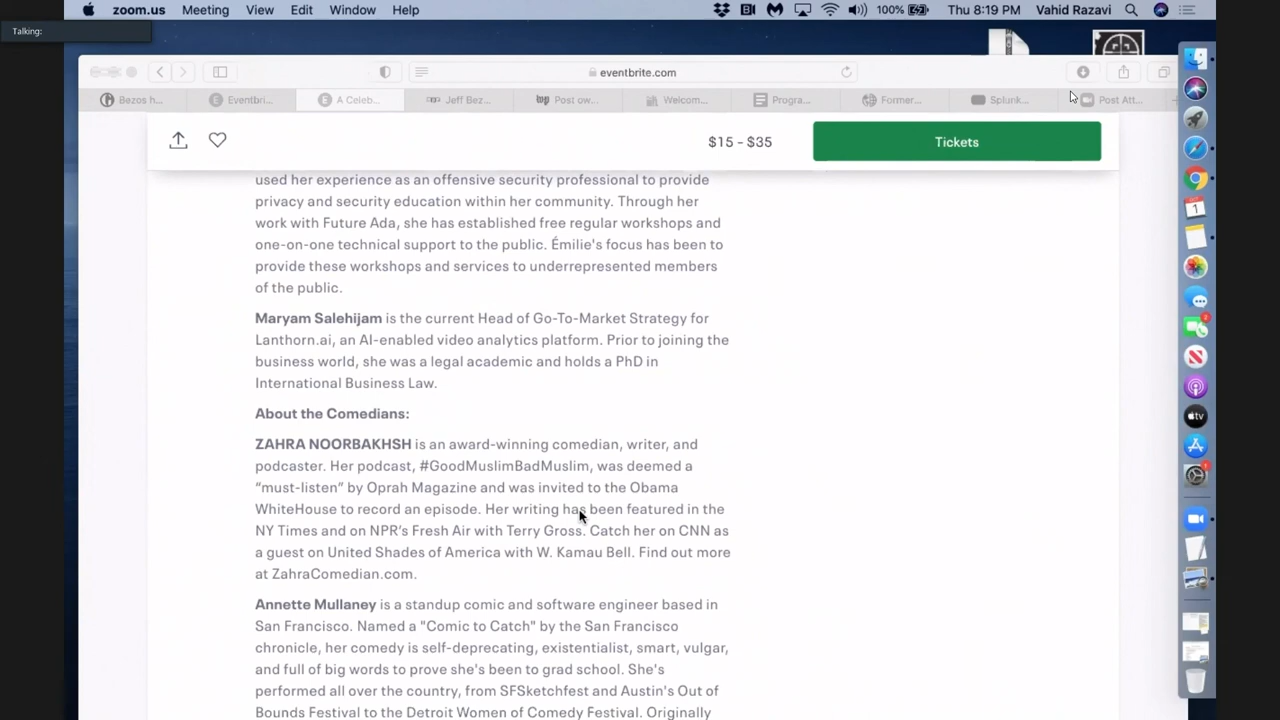 zoom.us Meeting View Edit Window Help 100% Thu 8:19 PM Vahid Razavi
Talking:
eventbrite.com
Bezos h... Eventbri... A Celeb... Jeff Bez... Post ow... Welcom... Progra... Former... Splunk... Post Att...
$15 – $35
Tickets
used her experience as an offensive security professional to provide
privacy and security education within her community. Through her
work with Future Ada, she has established free regular workshops and
one-on-one technical support to the public. Émilie's focus has been to
provide these workshops and services to underrepresented members
of the public.
Maryam Salehijam is the current Head of Go-To-Market Strategy for
Lanthorn.ai, an AI-enabled video analytics platform. Prior to joining the
business world, she was a legal academic and holds a PhD in
International Business Law.
About the Comedians:
ZAHRA NOORBAKHSH is an award-winning comedian, writer, and
podcaster. Her podcast, #GoodMuslimBadMuslim, was deemed a
“must-listen” by Oprah Magazine and was invited to the Obama
WhiteHouse to record an episode. Her writing has been featured in the
NY Times and on NPR’s Fresh Air with Terry Gross. Catch her on CNN as
a guest on United Shades of America with W. Kamau Bell. Find out more
at ZahraComedian.com.
Annette Mullaney is a standup comic and software engineer based in
San Francisco. Named a "Comic to Catch" by the San Francisco
chronicle, her comedy is self-deprecating, existentialist, smart, vulgar,
and full of big words to prove she's been to grad school. She's
performed all over the country, from SFSketchfest and Austin's Out of
Bounds Festival to the Detroit Women of Comedy Festival. Originally